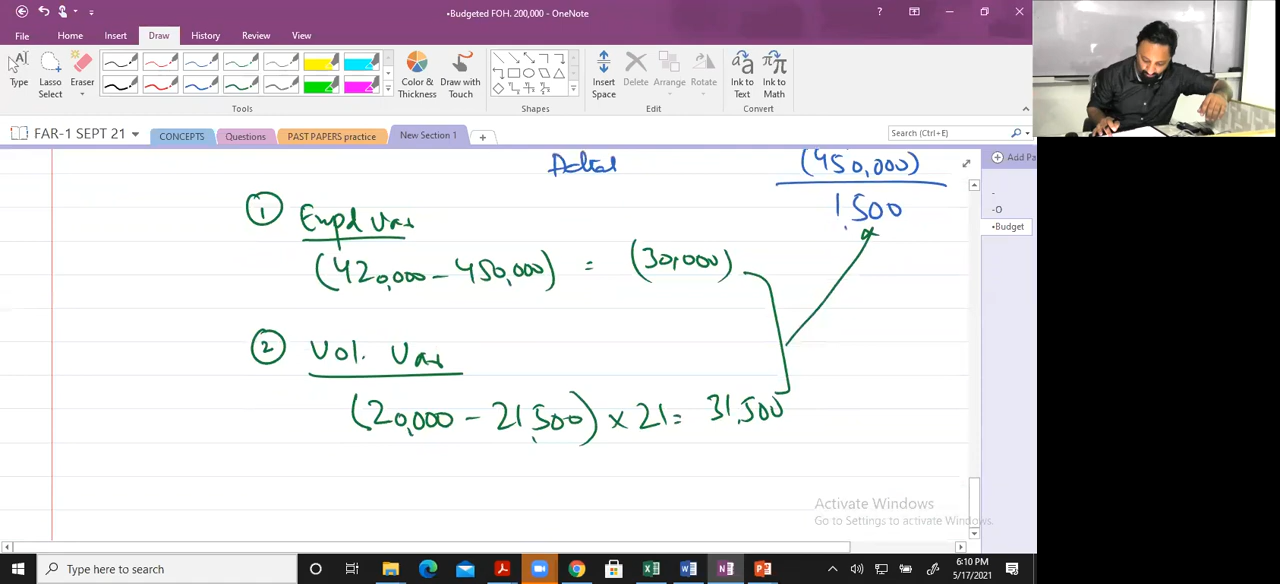 •Budgeted FOH. 200,000 - OneNote
File Home Insert Draw History Review View
Type
Lasso Select
Eraser
Color & Thickness
Draw with Touch
Insert Space
Delete
Arrange
Rotate
Ink to Text
Ink to Math
Tools Shapes Edit Convert
FAR-1 SEPT 21 CONCEPTS Questions PAST PAPERS practice New Section 1
Search (Ctrl+E)
Add Pa
-O
•Budget
Actual (450,000)
1,500
① Empd Var
(420,000 - 450,000) = (30,000)
② Vol. Var
(20,000 - 21,500) × 21 = 31,500
Activate Windows
Go to Settings to activate Windows.
Type here to search
6:10 PM
5/17/2021